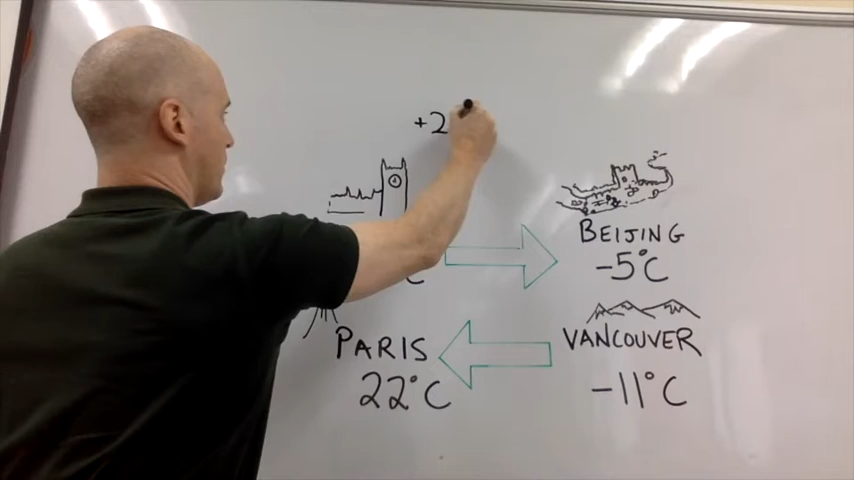 +2
C
BEIJING
-5°C
PARIS
22°C
VANCOUVER
-11°C